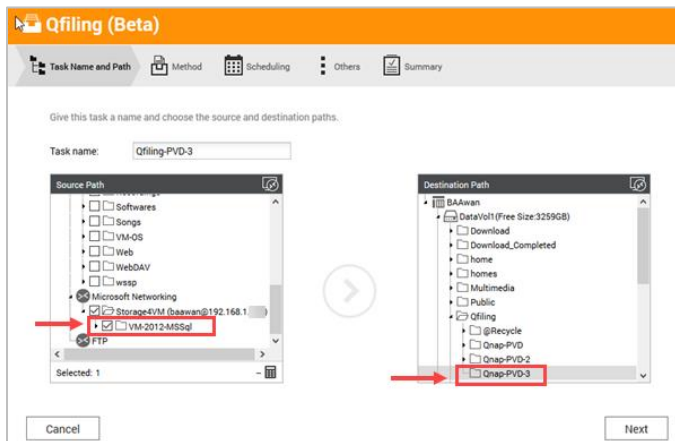 Qfiling (Beta)
Task Name and Path
Method
Scheduling
Others
Summary
Give this task a name and choose the source and destination paths.
Task name:
Qfiling-PVD-3
Source Path
Softwares
Songs
VM-OS
Web
WebDAV
wssp
Microsoft Networking
Storage4VM (baawan@192.168.1. )
VM-2012-MSSql
FTP
Selected: 1
--
Destination Path
BAAwan
DataVol1(Free Size:3259GB)
Download
Download_Completed
home
homes
Multimedia
Public
Qfiling
@Recycle
Qnap-PVD
Qnap-PVD-2
Qnap-PVD-3
Cancel
Next